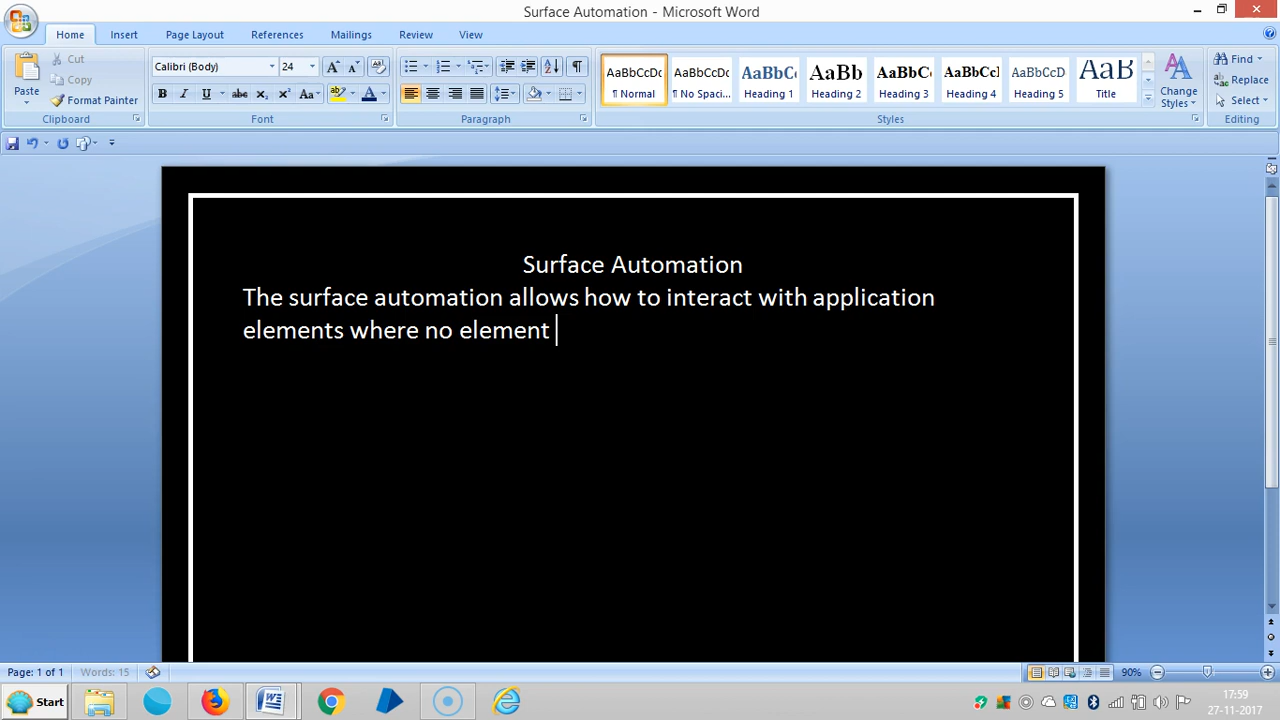 Surface Automation - Microsoft Word
Home Insert Page Layout References Mailings Review View
Paste
Cut
Copy
Format Painter
Clipboard
Calibri (Body) 24
Font
Paragraph
AaBbCcDc AaBbCcDc AaBbCc AaBb AaBbC AaBbCcI AaBbCcD AaB
¶ Normal ¶ No Spaci... Heading 1 Heading 2 Heading 3 Heading 4 Heading 5 Title
Styles
Change Styles
Find
Replace
Select
Editing
Surface Automation
The surface automation allows how to interact with application
elements where no element
Page: 1 of 1 Words: 15 90%
Start
17:59
27-11-2017